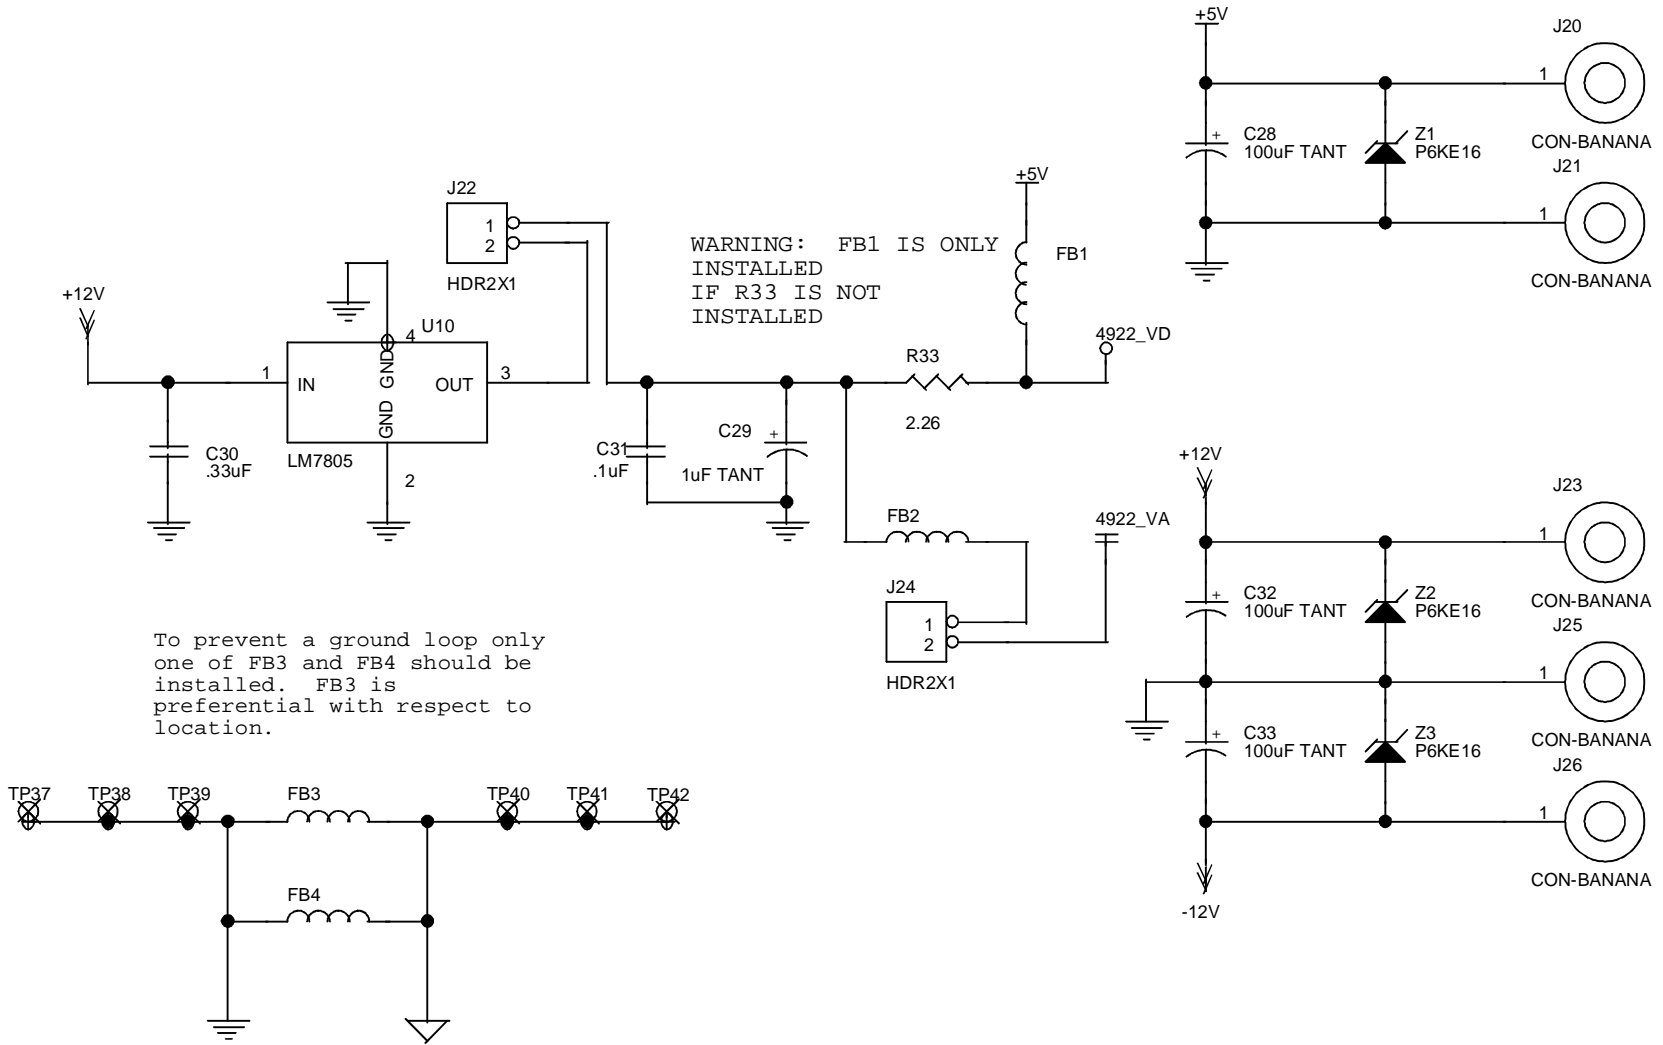 +5V
J20
1
CON-BANANA
C28
100uF TANT
Z1
P6KE16
J21
1
CON-BANANA
J22
1
2
HDR2X1
+5V
FB1
WARNING:  FB1 IS ONLY
INSTALLED
IF R33 IS NOT
INSTALLED
+12V
4
U10
1
IN
GND
GND
OUT
3
LM7805
2
C30
.33uF
C31
.1uF
C29
+
1uF TANT
R33
2.26
4922_VD
FB2
4922_VA
J24
1
2
HDR2X1
+12V
J23
1
CON-BANANA
+
C32
100uF TANT
Z2
P6KE16
J25
1
CON-BANANA
+
C33
100uF TANT
Z3
P6KE16
J26
1
CON-BANANA
-12V
To prevent a ground loop only
one of FB3 and FB4 should be
installed.  FB3 is
preferential with respect to
location.
TP37
TP38
TP39
FB3
TP40
TP41
TP42
FB4